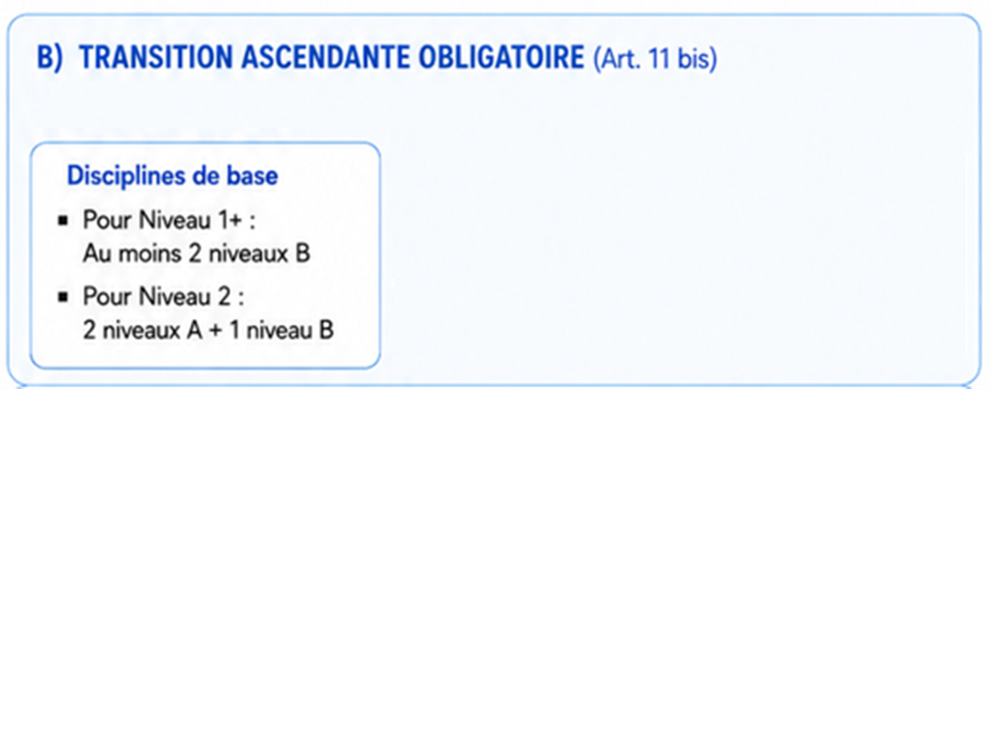 B) TRANSITION ASCENDANTE OBLIGATOIRE (Art. 11 bis)
Disciplines de base
▪ Pour Niveau 1+ :
Au moins 2 niveaux B
▪ Pour Niveau 2 :
2 niveaux A + 1 niveau B